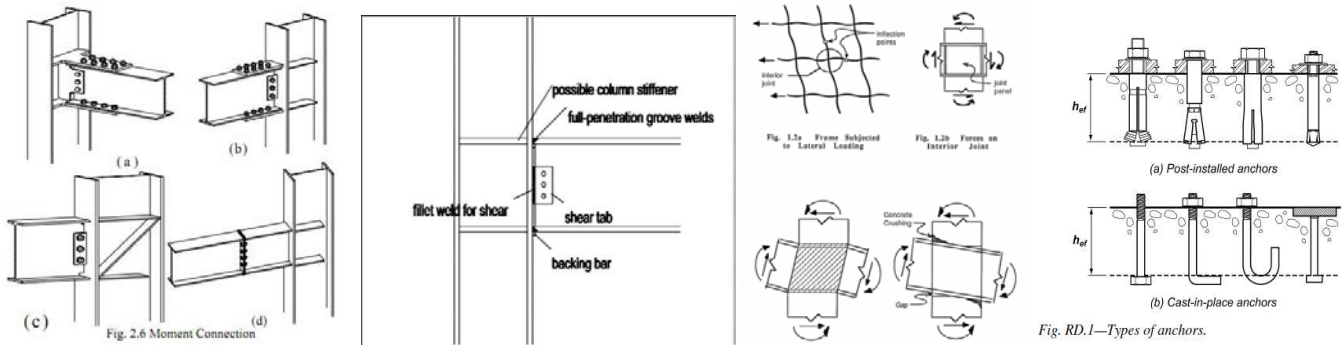 (a)
(b)
(c)
(d)
Fig. 2.6 Moment Connection
possible column stiffener
full-penetration groove welds
fillet weld for shear
shear tab
backing bar
inflection
points
interior
joint
joint
panel
Fig. 1.2a Frame Subjected
to Lateral Loading
Fig. 1.2b Forces on
Interior Joint
Concrete
Crushing
Gap
hef
(a) Post-installed anchors
hef
(b) Cast-in-place anchors
Fig. RD.1—Types of anchors.